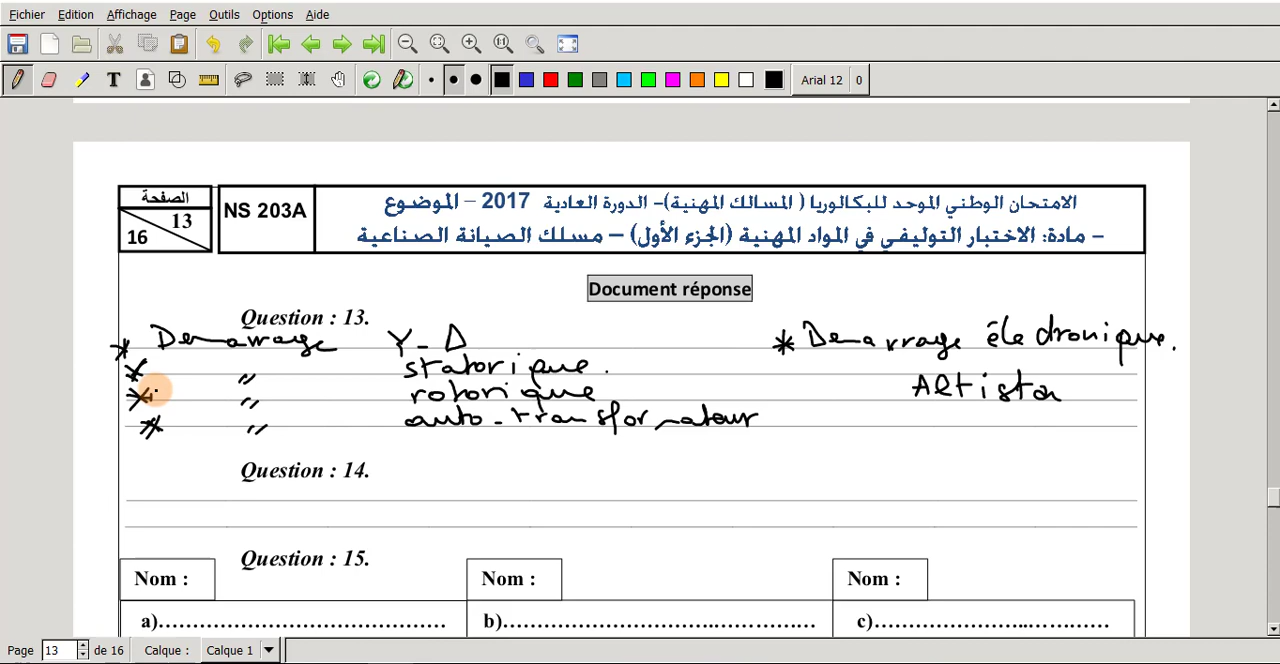 Fichier Edition Affichage Page Outils Options Aide
Arial 12 0
الصفحة
13
16
NS 203A
الامتحان الوطني الموحد للبكالوريا ( المسالك المهنية)– الدورة العادية 2017 – الموضوع
– مادة: الاختبار التوليفي في المواد المهنية (الجزء الأول) – مسلك الصيانة الصناعية
Document réponse
Question : 13.
* Demarrage Y - Δ
* " statorique.
* " rotorique
* " auto-transformateur
* Demarrage électronique.
Altistar
Question : 14.
Question : 15.
Nom :
Nom :
Nom :
a)…………………………………
b)…………………………..……………
c)…………………...…………
Page 13 de 16 Calque : Calque 1